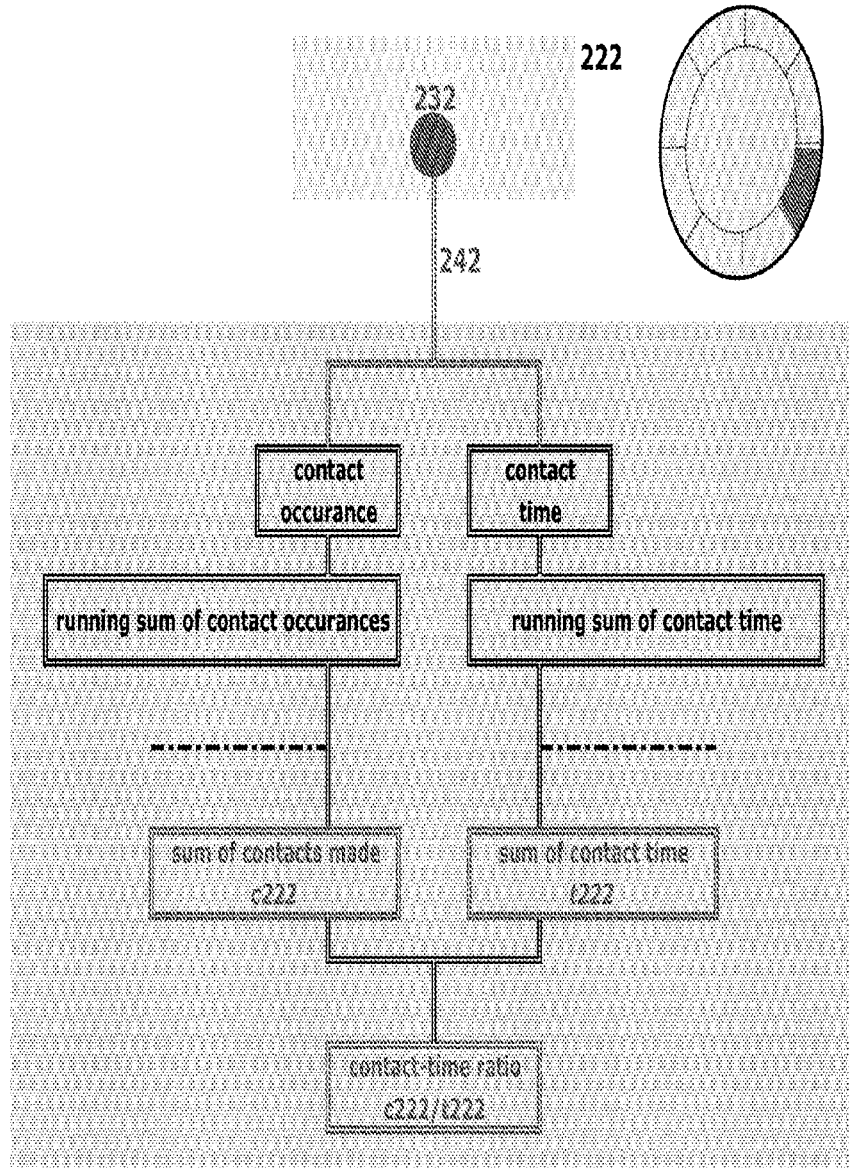 222
232
242
contact
occurance
contact
time
running sum of contact occurances
running sum of contact time
sum of contacts made
c222
sum of contact time
t222
contact-time ratio
c222/t222